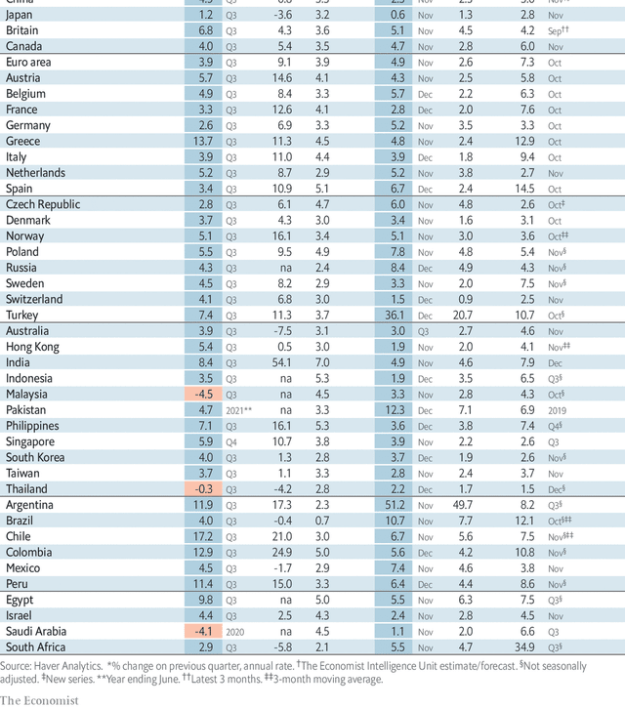 Japan 1.2 Q3 -3.6 3.2 0.6 Nov 1.3 2.8 Nov
Britain 6.8 Q3 4.3 3.6 5.1 Nov 4.5 4.2 Sep††
Canada 4.0 Q3 5.4 3.5 4.7 Nov 2.8 6.0 Nov
Euro area 3.9 Q3 9.1 3.9 4.9 Nov 2.6 7.3 Oct
Austria 5.7 Q3 14.6 4.1 4.3 Nov 2.5 5.8 Oct
Belgium 4.9 Q3 8.4 3.3 5.7 Dec 2.2 6.3 Oct
France 3.3 Q3 12.6 4.1 2.8 Dec 2.0 7.6 Oct
Germany 2.6 Q3 6.9 3.3 5.2 Nov 3.5 3.3 Oct
Greece 13.7 Q3 11.3 4.5 4.8 Nov 2.4 12.9 Oct
Italy 3.9 Q3 11.0 4.4 3.9 Dec 1.8 9.4 Oct
Netherlands 5.2 Q3 8.7 2.9 5.2 Nov 3.8 2.7 Nov
Spain 3.4 Q3 10.9 5.1 6.7 Dec 2.4 14.5 Oct
Czech Republic 2.8 Q3 6.1 4.7 6.0 Nov 4.8 2.6 Oct‡
Denmark 3.7 Q3 4.3 3.0 3.4 Nov 1.6 3.1 Oct
Norway 5.1 Q3 16.1 3.4 5.1 Nov 3.0 3.6 Oct‡‡
Poland 5.5 Q3 9.5 4.9 7.8 Nov 4.8 5.4 Nov§
Russia 4.3 Q3 na 2.4 8.4 Dec 4.9 4.3 Nov§
Sweden 4.5 Q3 8.2 2.9 3.3 Nov 2.0 7.5 Nov§
Switzerland 4.1 Q3 6.8 3.0 1.5 Dec 0.9 2.5 Nov
Turkey 7.4 Q3 11.3 3.7 36.1 Dec 20.7 10.7 Oct§
Australia 3.9 Q3 -7.5 3.1 3.0 Q3 2.7 4.6 Nov
Hong Kong 5.4 Q3 0.5 3.0 1.9 Nov 2.0 4.1 Nov‡‡
India 8.4 Q3 54.1 7.0 4.9 Nov 4.6 7.9 Dec
Indonesia 3.5 Q3 na 5.3 1.9 Dec 3.5 6.5 Q3§
Malaysia -4.5 Q3 na 4.5 3.3 Nov 2.8 4.3 Oct§
Pakistan 4.7 2021** na 3.3 12.3 Dec 7.1 6.9 2019
Philippines 7.1 Q3 16.1 5.3 3.6 Dec 3.8 7.4 Q4§
Singapore 5.9 Q4 10.7 3.8 3.9 Nov 2.2 2.6 Q3
South Korea 4.0 Q3 1.3 2.8 3.7 Dec 1.9 2.6 Nov§
Taiwan 3.7 Q3 1.1 3.3 2.8 Nov 2.4 3.7 Nov
Thailand -0.3 Q3 -4.2 2.8 2.2 Dec 1.7 1.5 Dec§
Argentina 11.9 Q3 17.3 2.3 51.2 Nov 49.7 8.2 Q3§
Brazil 4.0 Q3 -0.4 0.7 10.7 Nov 7.7 12.1 Oct§‡‡
Chile 17.2 Q3 21.0 3.0 6.7 Nov 5.6 7.5 Nov§‡‡
Colombia 12.9 Q3 24.9 5.0 5.6 Dec 4.2 10.8 Nov§
Mexico 4.5 Q3 -1.7 2.9 7.4 Nov 4.6 3.8 Nov
Peru 11.4 Q3 15.0 3.3 6.4 Dec 4.4 8.6 Nov§
Egypt 9.8 Q3 na 5.0 5.5 Nov 6.3 7.5 Q3§
Israel 4.4 Q3 2.5 4.3 2.4 Nov 2.8 4.5 Nov
Saudi Arabia -4.1 2020 na 4.5 1.1 Nov 2.0 6.6 Q3
South Africa 2.9 Q3 -5.8 2.1 5.5 Nov 4.7 34.9 Q3§
Source: Haver Analytics. *% change on previous quarter, annual rate. †The Economist Intelligence Unit estimate/forecast. §Not seasonally
adjusted. ‡New series. **Year ending June. ††Latest 3 months. ‡‡3-month moving average.
The Economist